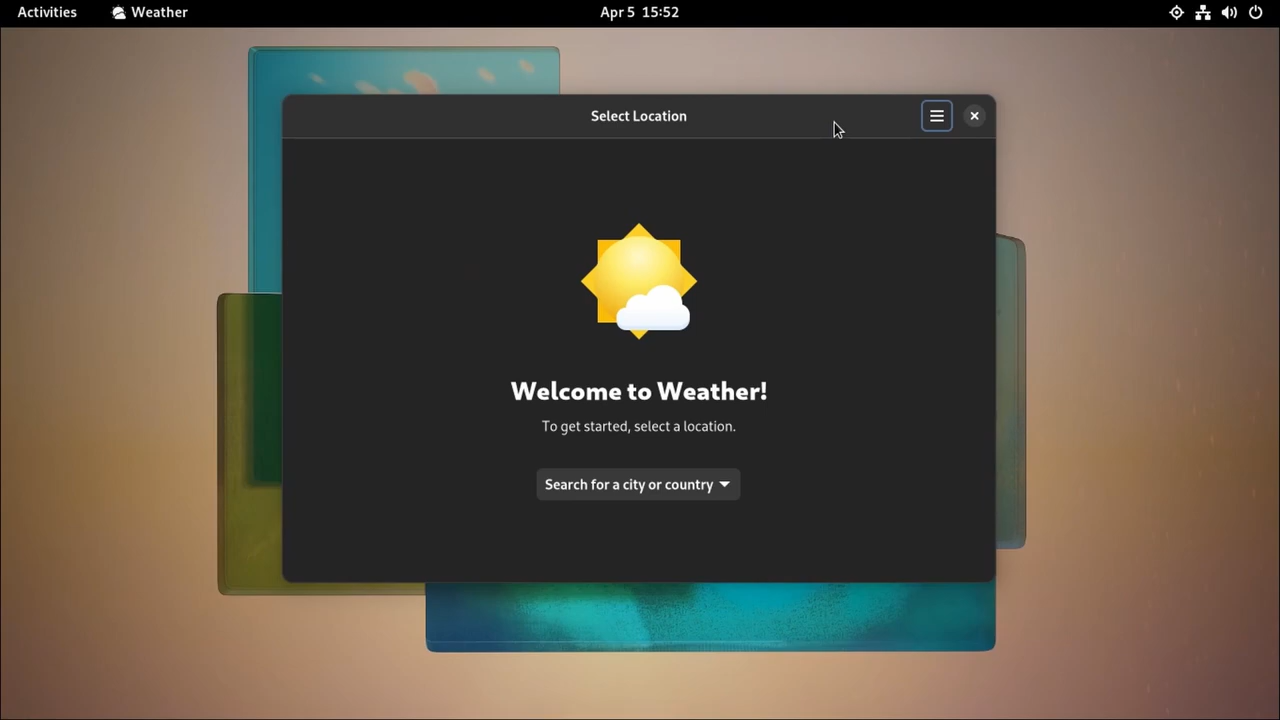 Activities
Weather
Apr 5 15:52
Select Location
Welcome to Weather!
To get started, select a location.
Search for a city or country